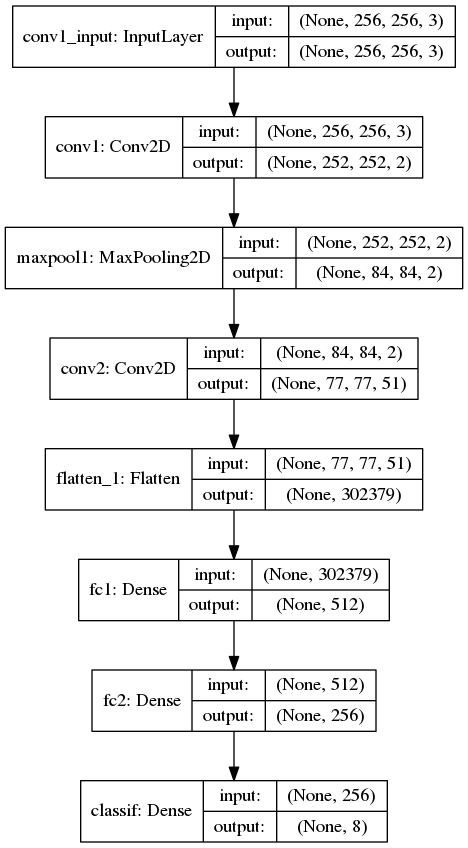 conv1_input: InputLayer input: (None, 256, 256, 3)
output: (None, 256, 256, 3)
conv1: Conv2D input: (None, 256, 256, 3)
output: (None, 252, 252, 2)
maxpool1: MaxPooling2D input: (None, 252, 252, 2)
output: (None, 84, 84, 2)
conv2: Conv2D input: (None, 84, 84, 2)
output: (None, 77, 77, 51)
flatten_1: Flatten input: (None, 77, 77, 51)
output: (None, 302379)
fc1: Dense input: (None, 302379)
output: (None, 512)
fc2: Dense input: (None, 512)
output: (None, 256)
classif: Dense input: (None, 256)
output: (None, 8)